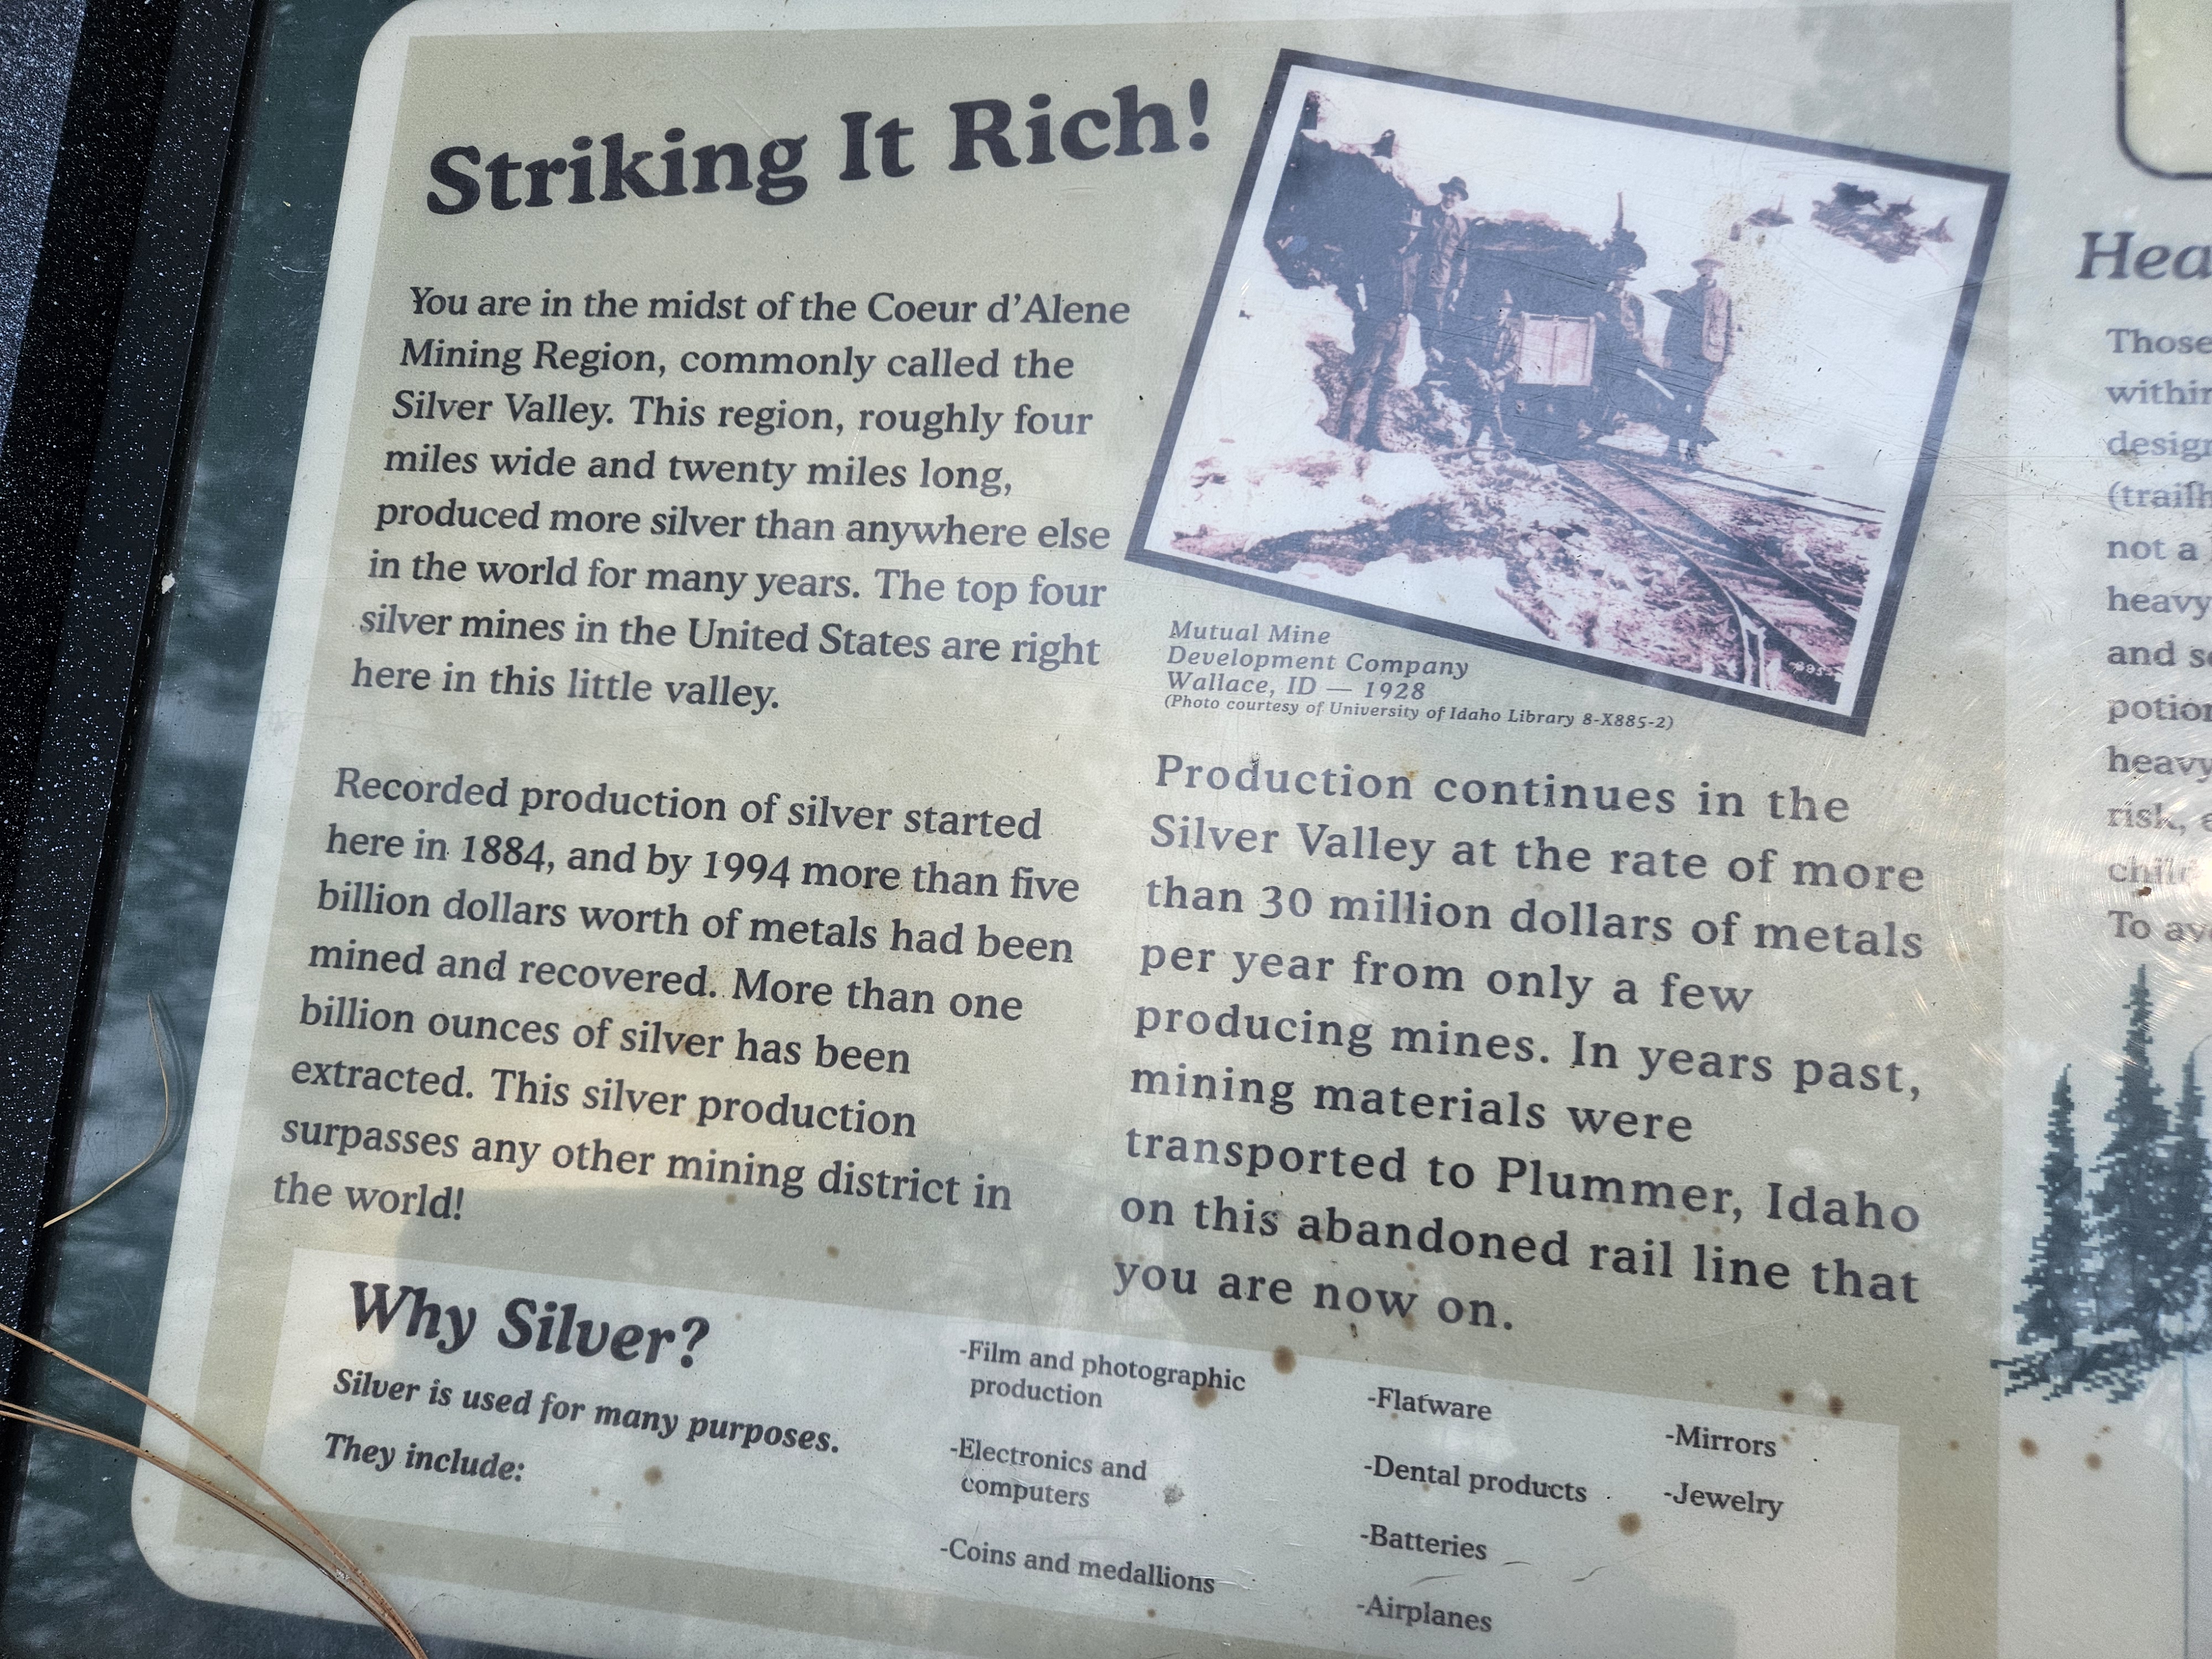 Striking It Rich!
You are in the midst of the Coeur d'Alene
Mining Region, commonly called the
Silver Valley. This region, roughly four
miles wide and twenty miles long,
produced more silver than anywhere else
in the world for many years. The top four
silver mines in the United States are right
here in this little valley.
Recorded production of silver started
here in 1884, and by 1994 more than five
billion dollars worth of metals had been
mined and recovered. More than one
billion ounces of silver has been
extracted. This silver production
surpasses any other mining district in
the world!
Mutual Mine
Development Company
Wallace, ID — 1928
(Photo courtesy of University of Idaho Library 8-X885-2)
Production continues in the
Silver Valley at the rate of more
than 30 million dollars of metals
per year from only a few
producing mines. In years past,
mining materials were
transported to Plummer, Idaho
on this abandoned rail line that
you are now on.
Why Silver?
Silver is used for many purposes.
They include:
-Film and photographic
production
-Electronics and
computers
-Coins and medallions
-Flatware
-Dental products
-Batteries
-Airplanes
-Mirrors
-Jewelry
Those
not a
heavy
and
heavy
risk,
To